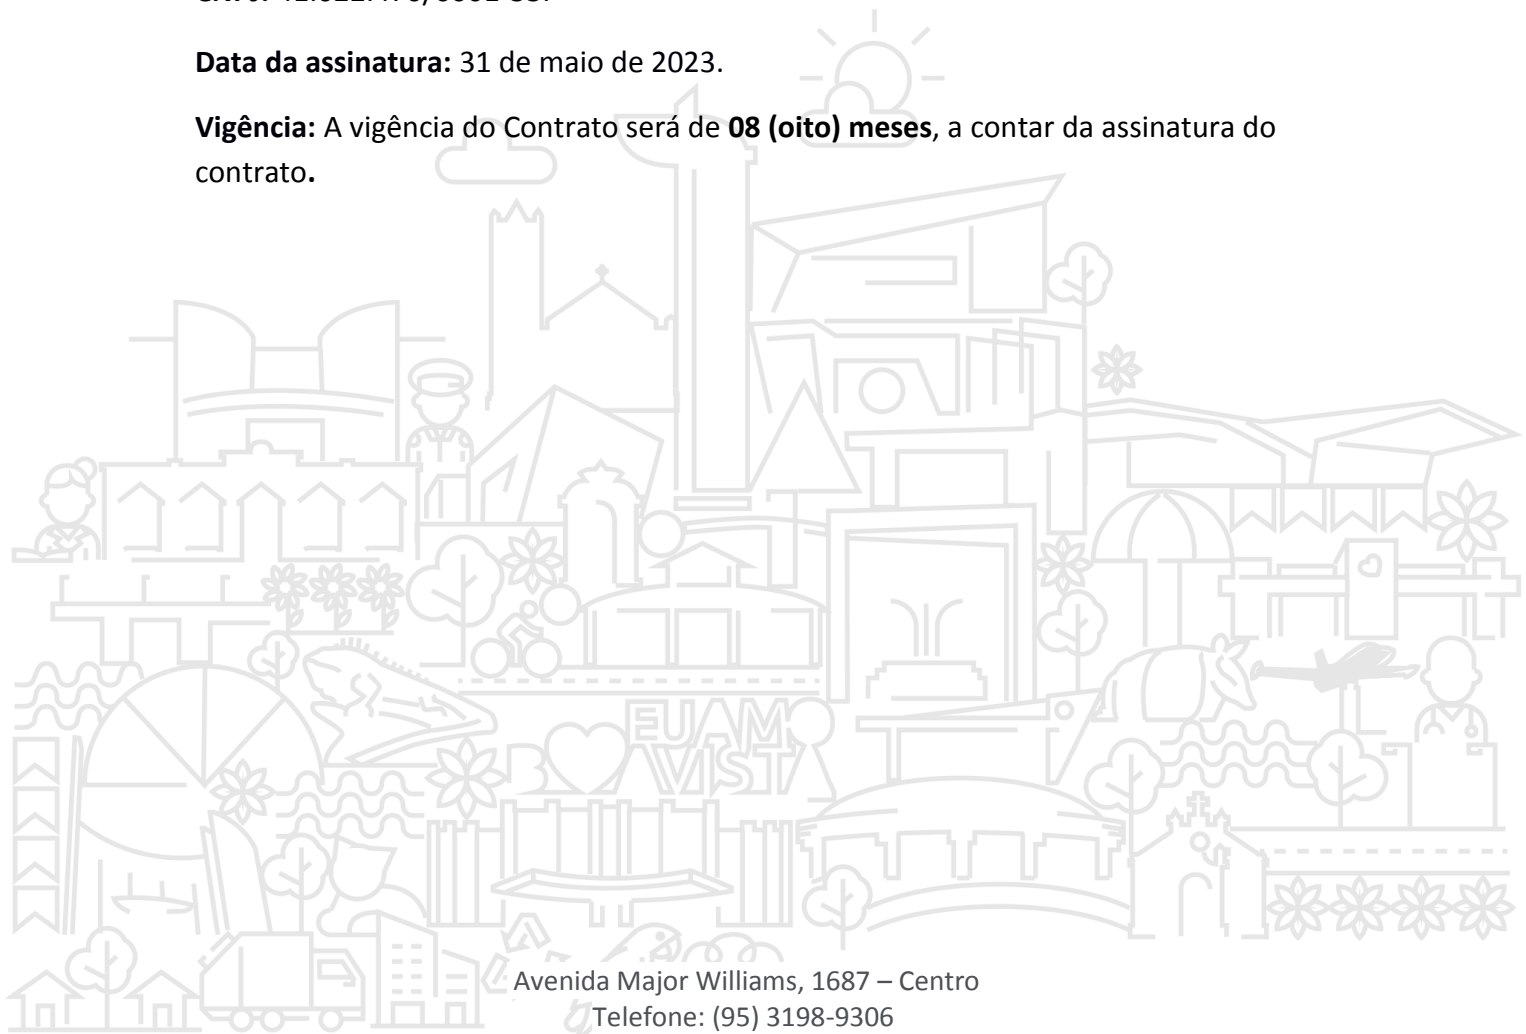 Data da assinatura: 31 de maio de 2023.
Vigência: A vigência do Contrato será de 08 (oito) meses, a contar da assinatura do
contrato.
EU AMO
BOA VISTA
Avenida Major Williams, 1687 – Centro
Telefone: (95) 3198-9306